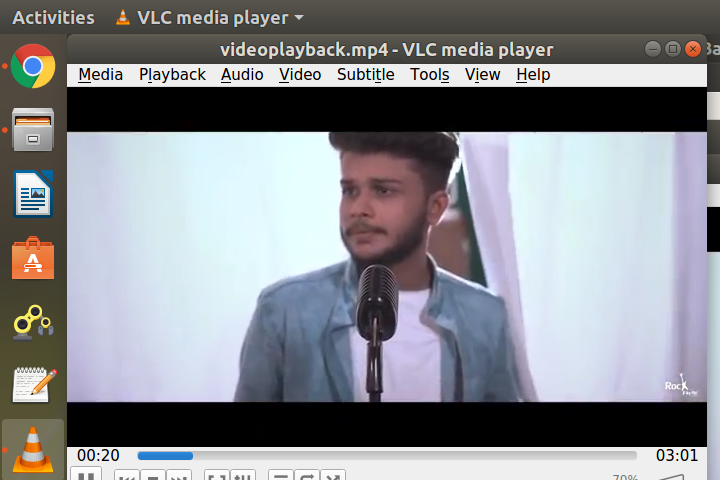 Activities VLC media player
videoplayback.mp4 - VLC media player
Media Playback Audio Video Subtitle Tools View Help
Rock
00:20 03:01
70%